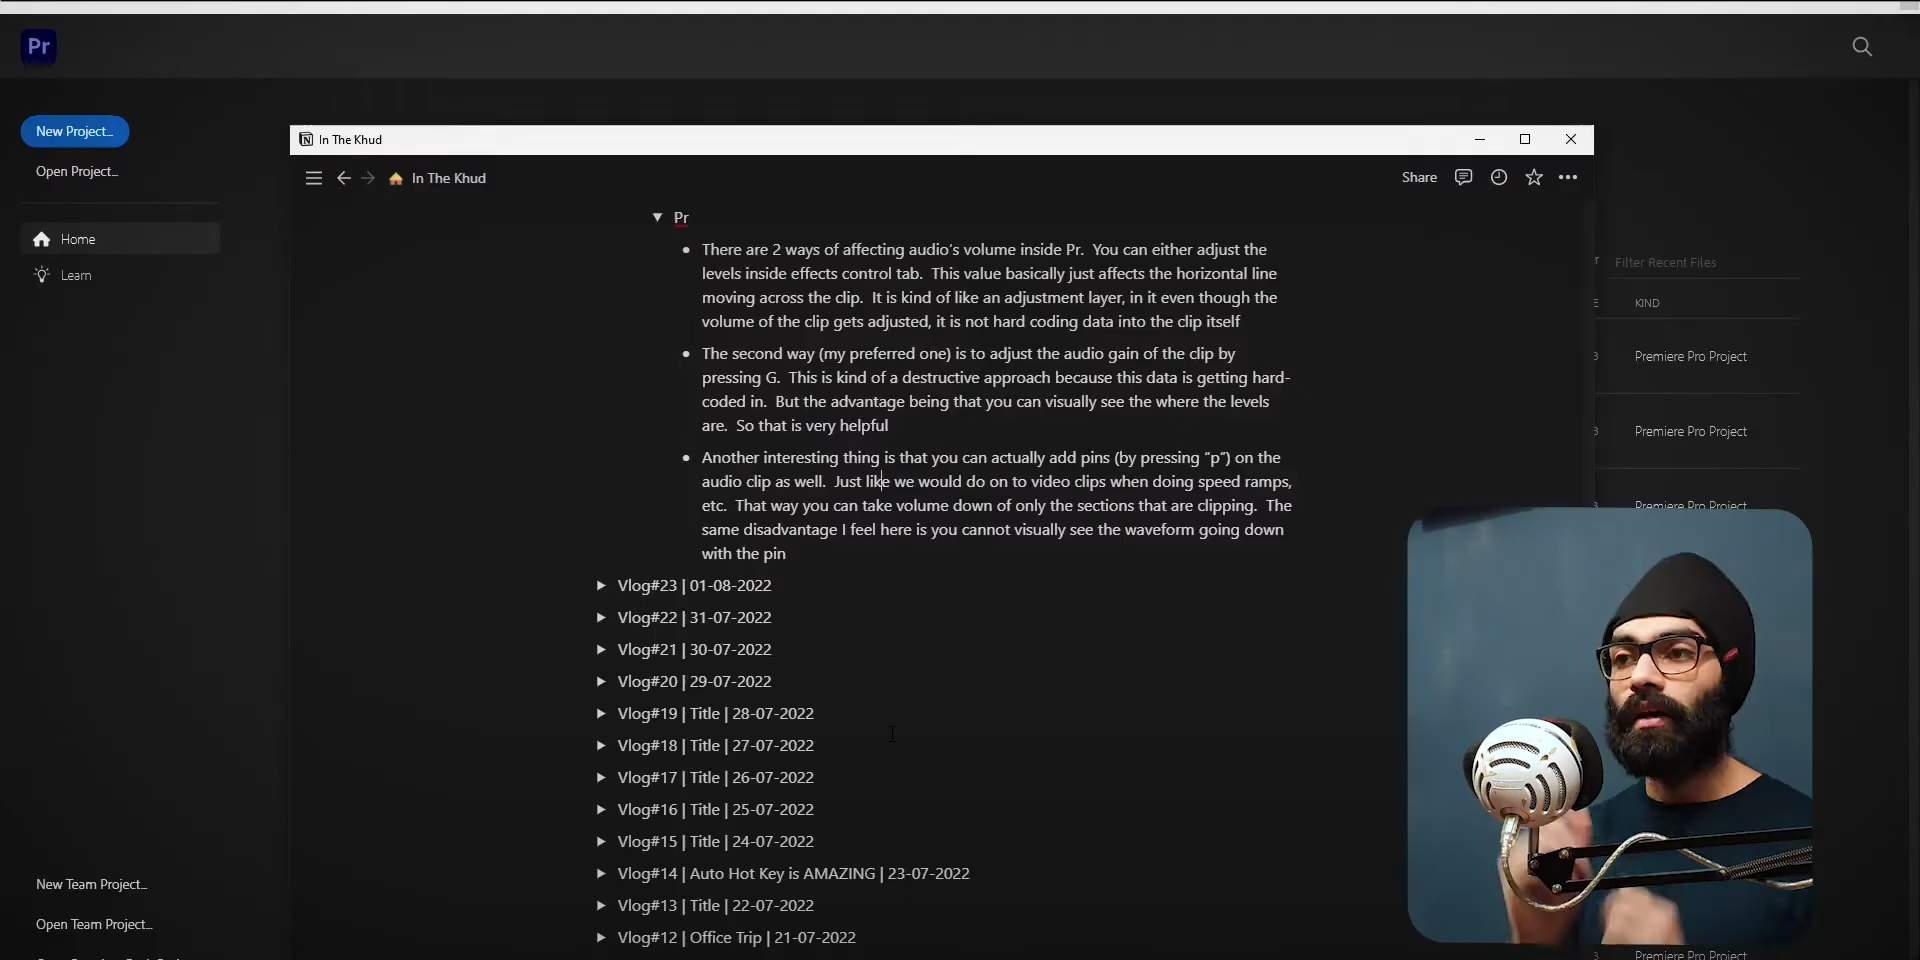 Pr
New Project...
Open Project...
Home
Learn
New Team Project...
Open Team Project...
In The Khud
In The Khud
Share
Pr
There are 2 ways of affecting audio's volume inside Pr.  You can either adjust the
levels inside effects control tab.  This value basically just affects the horizontal line
moving across the clip.  It is kind of like an adjustment layer, in it even though the
volume of the clip gets adjusted, it is not hard coding data into the clip itself
The second way (my preferred one) is to adjust the audio gain of the clip by
pressing G.  This is kind of a destructive approach because this data is getting hard-
coded in.  But the advantage being that you can visually see the where the levels
are.  So that is very helpful
Another interesting thing is that you can actually add pins (by pressing “p”) on the
audio clip as well.  Just like we would do on to video clips when doing speed ramps,
etc.  That way you can take volume down of only the sections that are clipping.  The
same disadvantage I feel here is you cannot visually see the waveform going down
with the pin
Vlog#23 | 01-08-2022
Vlog#22 | 31-07-2022
Vlog#21 | 30-07-2022
Vlog#20 | 29-07-2022
Vlog#19 | Title | 28-07-2022
Vlog#18 | Title | 27-07-2022
Vlog#17 | Title | 26-07-2022
Vlog#16 | Title | 25-07-2022
Vlog#15 | Title | 24-07-2022
Vlog#14 | Auto Hot Key is AMAZING | 23-07-2022
Vlog#13 | Title | 22-07-2022
Vlog#12 | Office Trip | 21-07-2022
Filter Recent Files
KIND
Premiere Pro Project
Premiere Pro Project
Premiere Pro Project
Premiere Pro Project